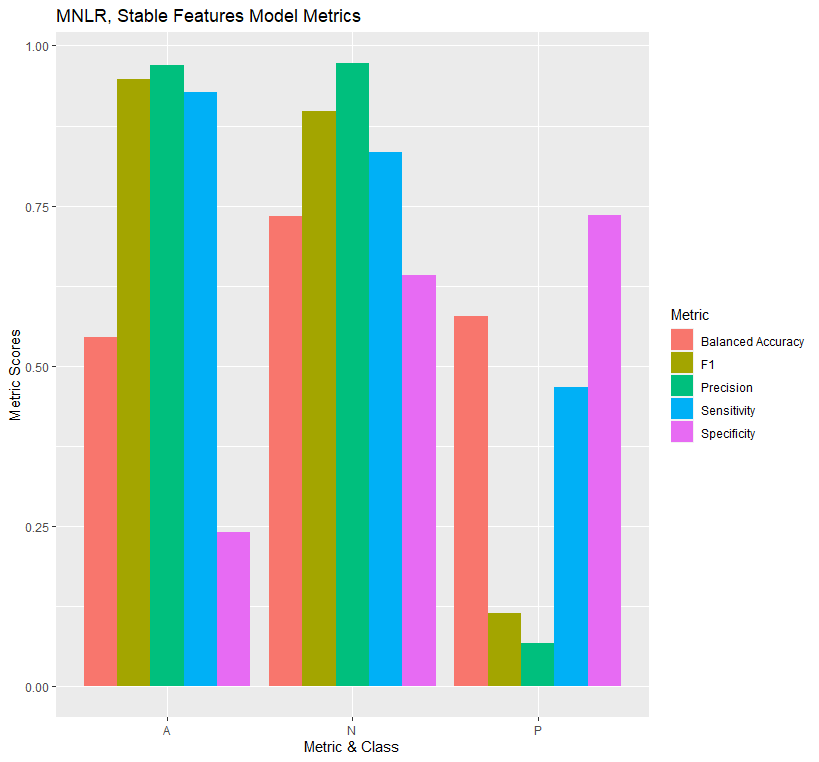 MNLR, Stable Features Model Metrics
1.00
0.75
0.50
0.25
0.00
Metric Scores
A
N
P
Metric & Class
Metric
Balanced Accuracy
F1
Precision
Sensitivity
Specificity